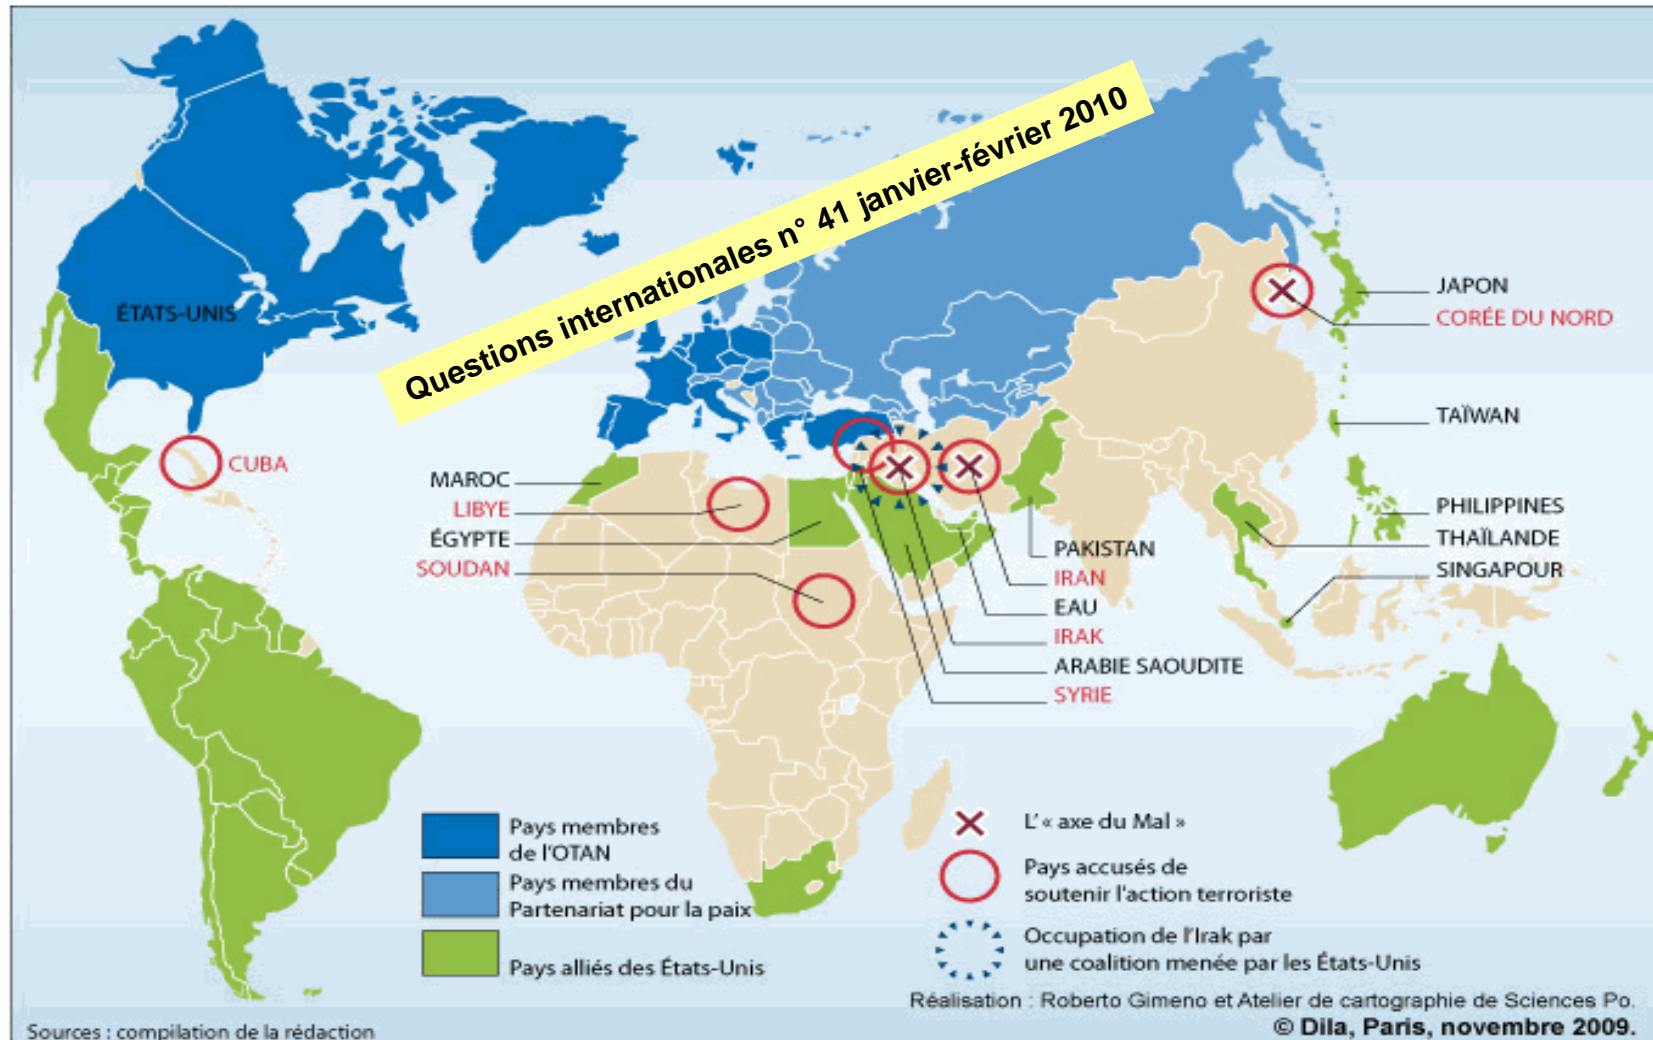 Questions internationales n° 41 janvier-février 2010
ÉTATS-UNIS
CUBA
MAROC
LIBYE
ÉGYPTE
SOUDAN
PAKISTAN
IRAN
EAU
IRAK
ARABIE SAOUDITE
SYRIE
JAPON
CORÉE DU NORD
TAÏWAN
PHILIPPINES
THAÏLANDE
SINGAPOUR
Pays membres
de l'OTAN
Pays membres du
Partenariat pour la paix
Pays alliés des États-Unis
L'« axe du Mal »
Pays accusés de
soutenir l'action terroriste
Occupation de l'Irak par
une coalition menée par les États-Unis
Réalisation : Roberto Gimeno et Atelier de cartographie de Sciences Po.
© Dila, Paris, novembre 2009.
Sources : compilation de la rédaction